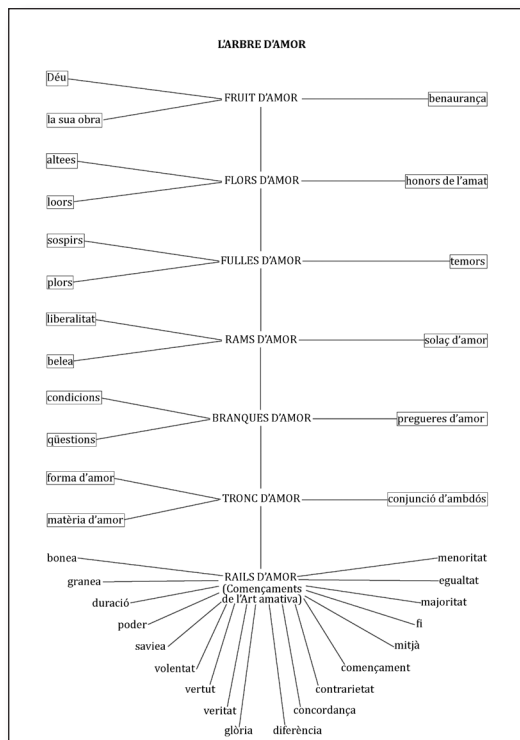 L'ARBRE D'AMOR
Déu
FRUIT D'AMOR
benaurança
la sua obra
altees
FLORS D'AMOR
honors de l'amat
loors
sospirs
FULLES D'AMOR
temors
plors
liberalitat
RAMS D'AMOR
solaç d'amor
belea
condicions
BRANQUES D'AMOR
pregueres d'amor
qüestions
forma d'amor
TRONC D'AMOR
conjunció d'ambdós
matèria d'amor
RAILS D'AMOR
(Començaments
de l'Art amativa)
bonea
granea
duració
poder
saviea
volentat
vertut
veritat
glòria
diferència
concordança
contrarietat
començament
mitjà
fi
majoritat
egualtat
menoritat